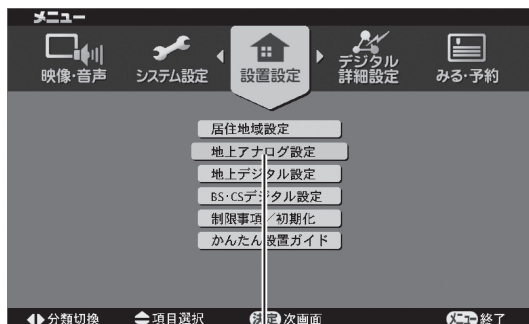 メニュー
映像・音声 システム設定 設置設定 デジタル詳細設定 みる・予約
居住地域設定
地上アナログ設定
地上デジタル設定
BS・CSデジタル設定
制限事項/初期化
かんたん設置ガイド
分類切換 項目選択 決定 次画面 メニュー 終了